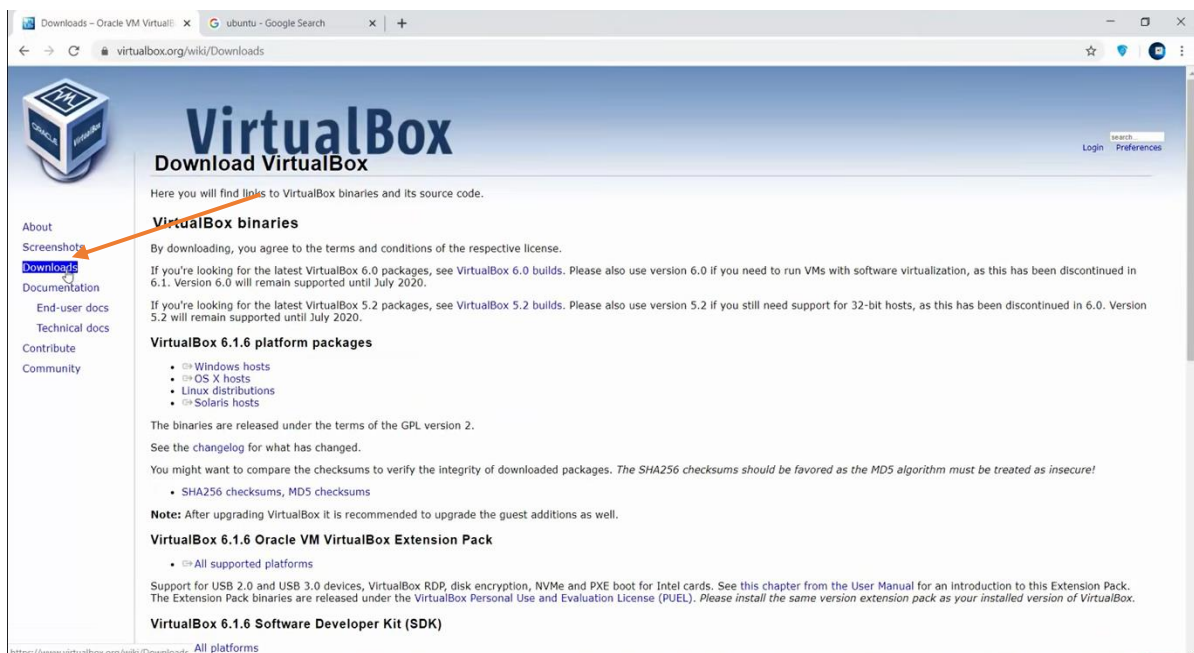 Downloads – Oracle VM VirtualB
ubuntu - Google Search
virtualbox.org/wiki/Downloads
ORACLE
VirtualBox
VirtualBox
search...
Login Preferences
Download VirtualBox
Here you will find links to VirtualBox binaries and its source code.
About
Screenshots
Downloads
Documentation
End-user docs
Technical docs
Contribute
Community
VirtualBox binaries
By downloading, you agree to the terms and conditions of the respective license.
If you're looking for the latest VirtualBox 6.0 packages, see VirtualBox 6.0 builds. Please also use version 6.0 if you need to run VMs with software virtualization, as this has been discontinued in
6.1. Version 6.0 will remain supported until July 2020.
If you're looking for the latest VirtualBox 5.2 packages, see VirtualBox 5.2 builds. Please also use version 5.2 if you still need support for 32-bit hosts, as this has been discontinued in 6.0. Version
5.2 will remain supported until July 2020.
VirtualBox 6.1.6 platform packages
• Windows hosts
• OS X hosts
• Linux distributions
• Solaris hosts
The binaries are released under the terms of the GPL version 2.
See the changelog for what has changed.
You might want to compare the checksums to verify the integrity of downloaded packages. The SHA256 checksums should be favored as the MD5 algorithm must be treated as insecure!
• SHA256 checksums, MD5 checksums
Note: After upgrading VirtualBox it is recommended to upgrade the guest additions as well.
VirtualBox 6.1.6 Oracle VM VirtualBox Extension Pack
• All supported platforms
Support for USB 2.0 and USB 3.0 devices, VirtualBox RDP, disk encryption, NVMe and PXE boot for Intel cards. See this chapter from the User Manual for an introduction to this Extension Pack.
The Extension Pack binaries are released under the VirtualBox Personal Use and Evaluation License (PUEL). Please install the same version extension pack as your installed version of VirtualBox.
VirtualBox 6.1.6 Software Developer Kit (SDK)
All platforms
https://www.virtualbox.org/wiki/Downloads